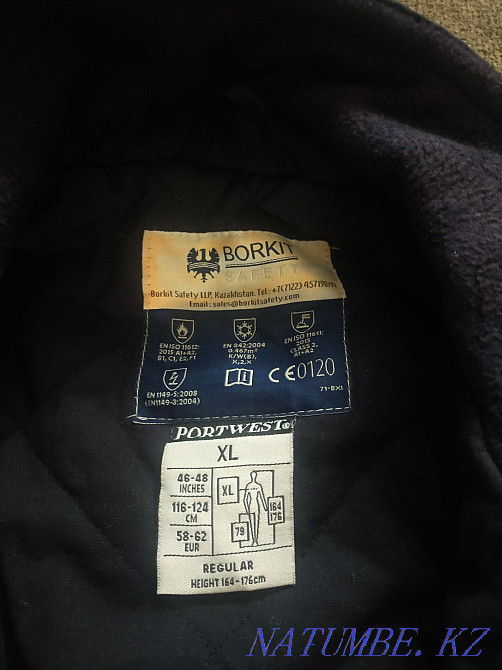 BORKIT
SAFETY
Borkit Safety LLP, Kazakhstan. Tel: +7(7122)
Email: sales@borkitsafety.com
EN ISO 11612:
2015 A1+A2,
B1, C1, E2, F1
EN 342:2004
0.467m²
K/W(B),
X,2,X
EN ISO 11611:
2015
CLASS 2,
A1+A2
EN 1149-5:2008
(EN1149-3:2004)
i
CE0120
PORTWEST®
XL
46-48
INCHES
116-124
CM
58-62
EUR
XL
164
176
79
REGULAR
HEIGHT 164-176cm
NATUMBE.KZ